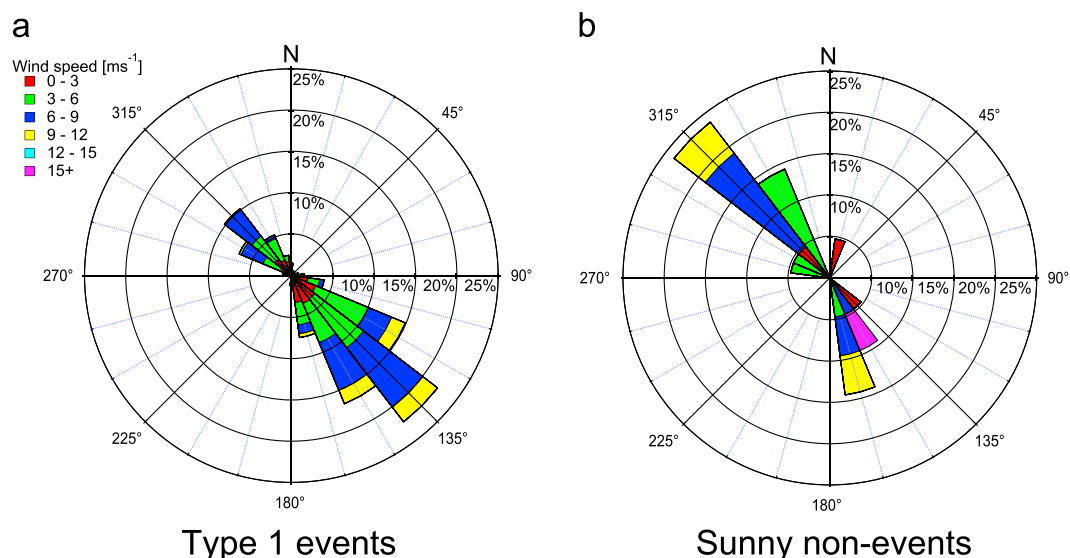 a
Wind speed [ms⁻¹]
0 - 3
3 - 6
6 - 9
9 - 12
12 - 15
15+
N
25%
20%
15%
10%
10% 15% 20% 25%
45°
90°
135°
180°
225°
270°
315°
Type 1 events
b
N
25%
20%
15%
10%
10% 15% 20% 25%
45°
90°
135°
180°
225°
270°
315°
Sunny non-events